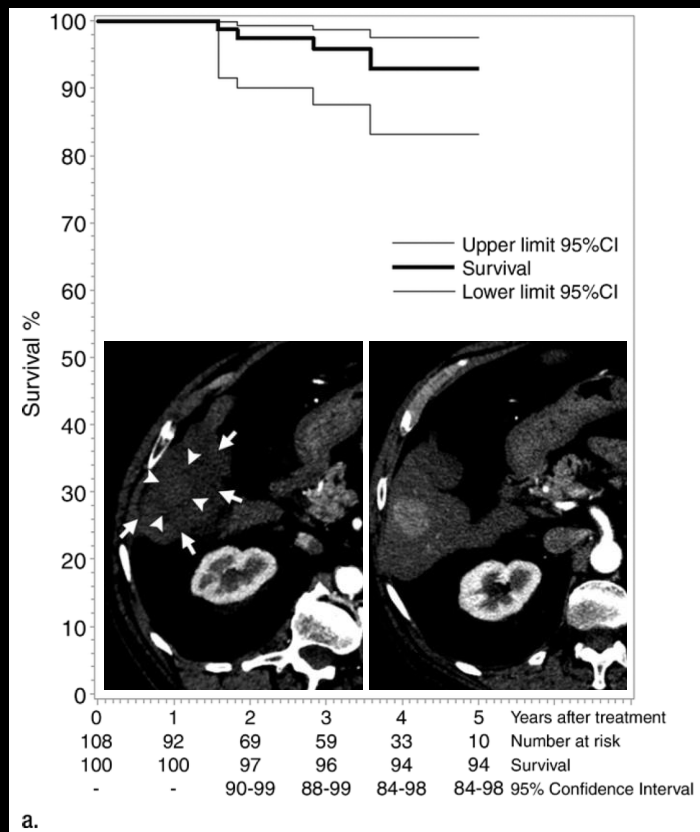 100
90
80
70
60
50
40
30
20
10
0
Survival %
Upper limit 95%CI
Survival
Lower limit 95%CI
0 1 2 3 4 5 Years after treatment
108 92 69 59 33 10 Number at risk
100 100 97 96 94 94 Survival
- - 90-99 88-99 84-98 84-98 95% Confidence Interval
a.